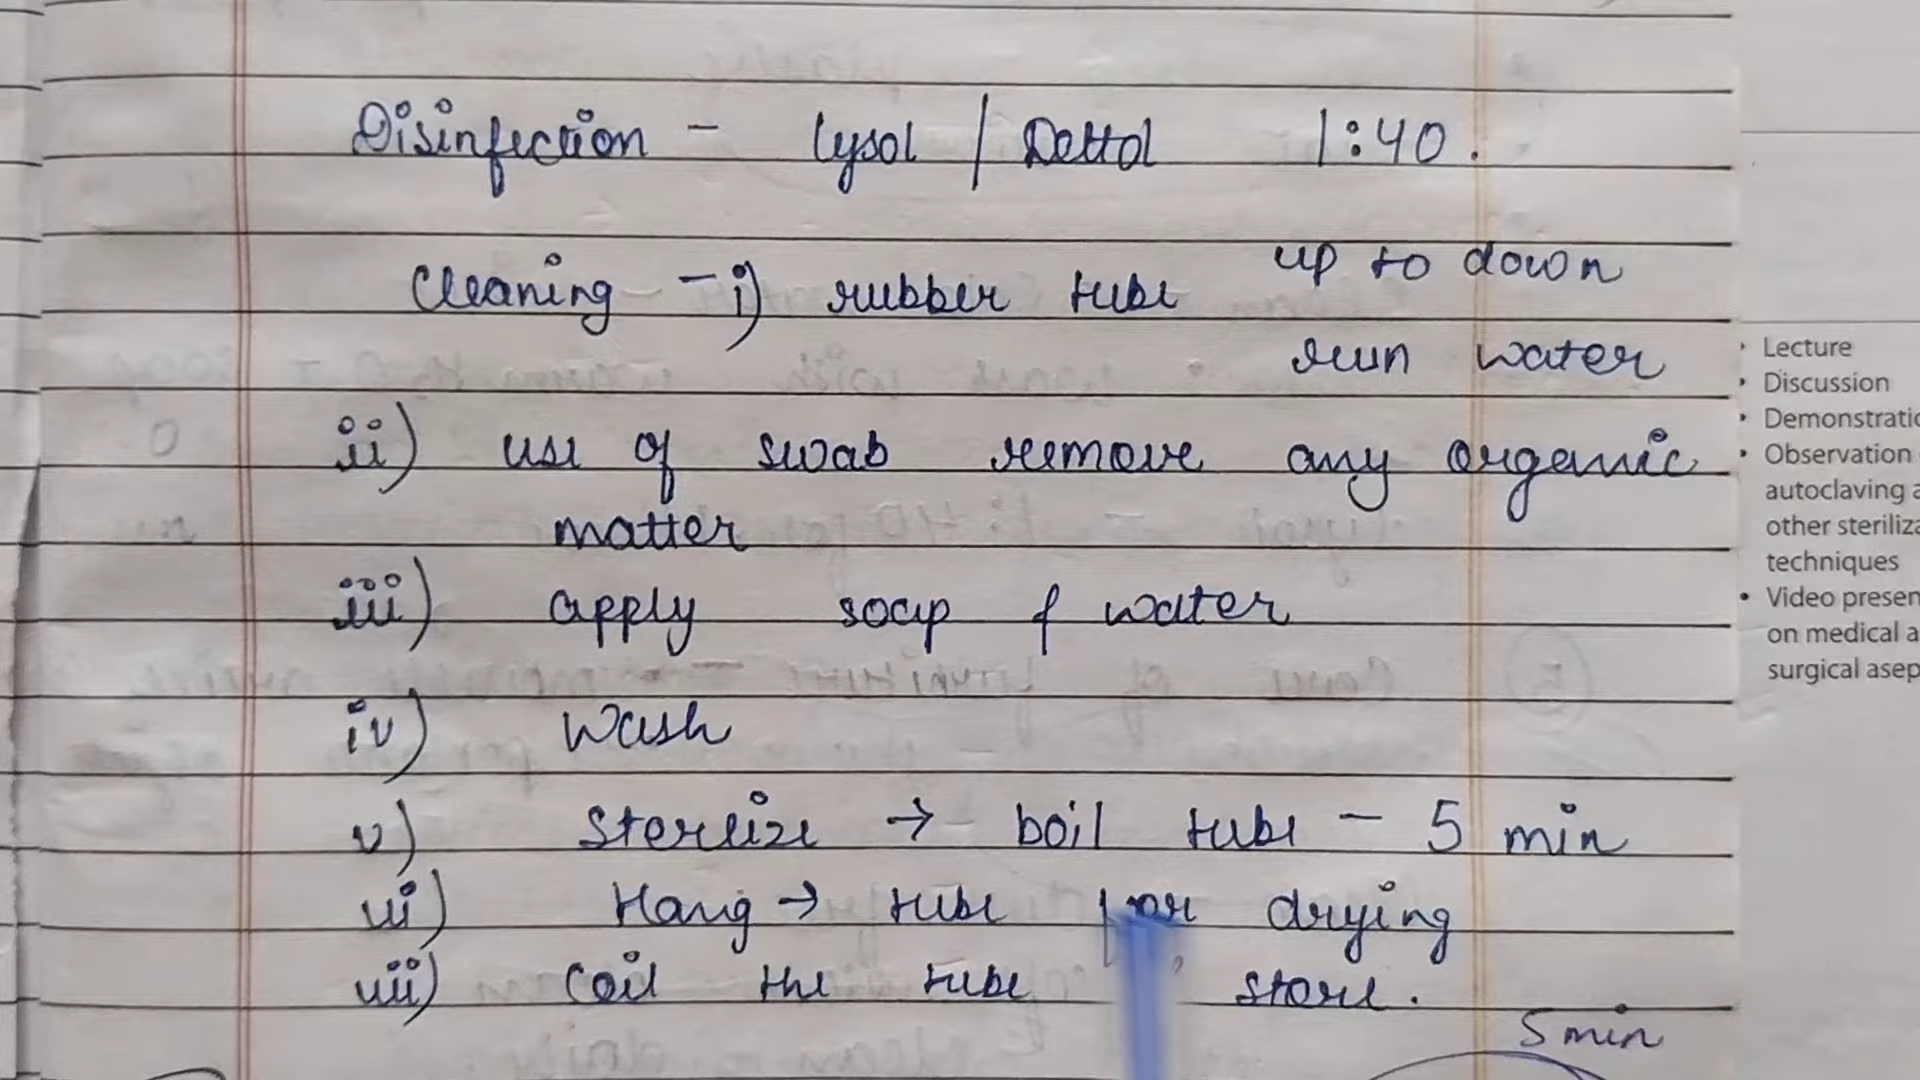 Disinfection - Lysol / Dettol 1:40.
Cleaning - i) rubber tube up to down
run water
ii) use of swab remove any organic
matter
iii) apply soap & water
iv) wash
v) Sterlize → boil tube - 5 min
vi) Hang → tube for drying
vii) Coil the tube , store.
5 min
• Lecture
• Discussion
• Demonstratio
• Observation
autoclaving a
other steriliza
techniques
• Video presen
on medical a
surgical asep